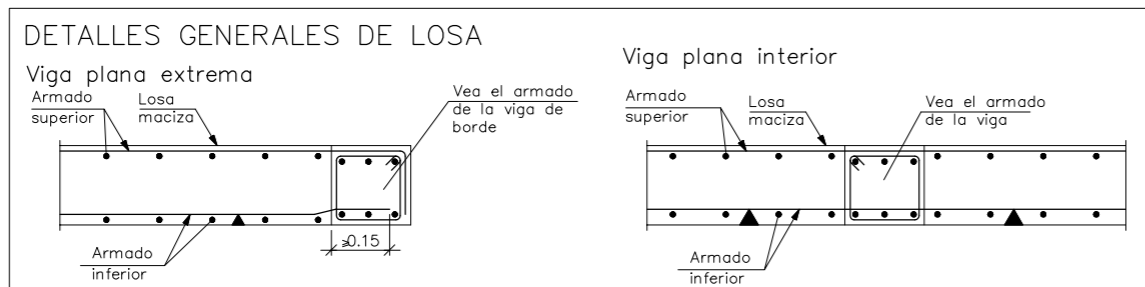 DETALLES GENERALES DE LOSA
Viga plana extrema
Armado
superior
Losa
maciza
Vea el armado
de la viga de
borde
Armado
inferior
≥0.15
Viga plana interior
Armado
superior
Losa
maciza
Vea el armado
de la viga
Armado
inferior